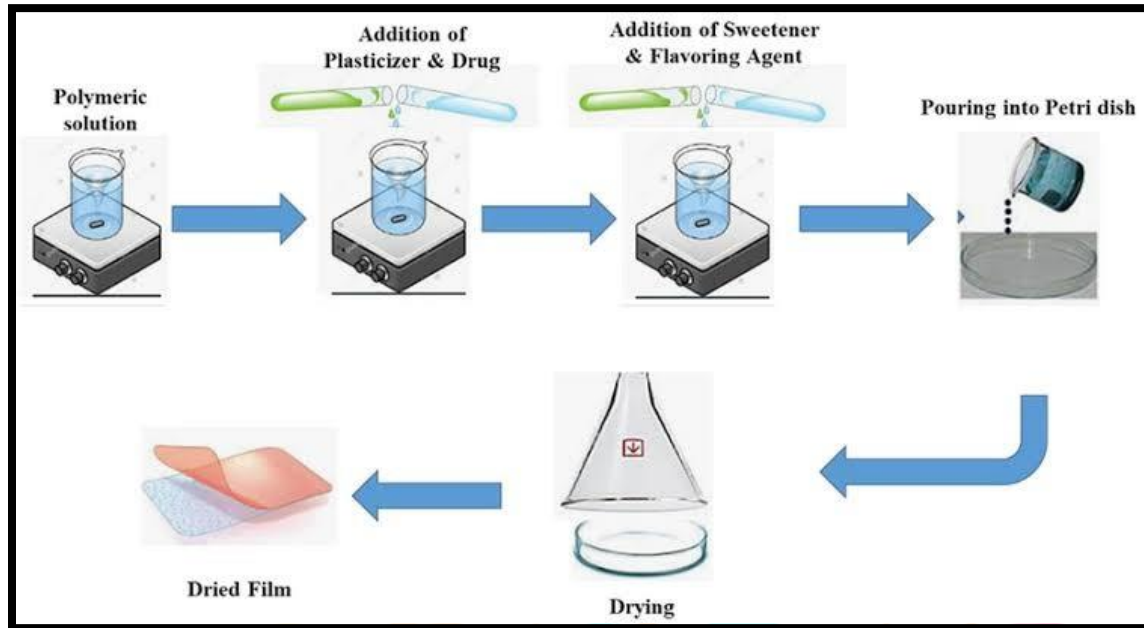 Polymeric
solution
Addition of
Plasticizer & Drug
Addition of Sweetener
& Flavoring Agent
Pouring into Petri dish
Drying
Dried Film